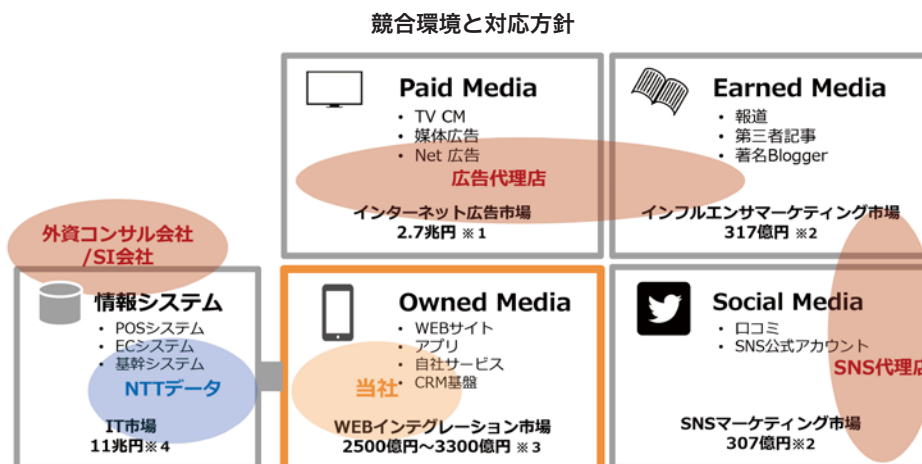 競合環境と対応方針
Paid Media
• TV CM
• 媒体広告
• Net 広告
広告代理店
インターネット広告市場
2.7兆円 ※1
Earned Media
• 報道
• 第三者記事
• 著名Blogger
インフルエンサマーケティング市場
317億円 ※2
外資コンサル会社
/SI会社
情報システム
• POSシステム
• ECシステム
• 基幹システム
NTTデータ
IT市場
11兆円※4
Owned Media
• WEBサイト
• アプリ
• 自社サービス
• CRM基盤
当社
WEBインテグレーション市場
2500億円～3300億円 ※3
Social Media
• 口コミ
• SNS公式アカウント
SNS代理店
SNSマーケティング市場
307億円※2